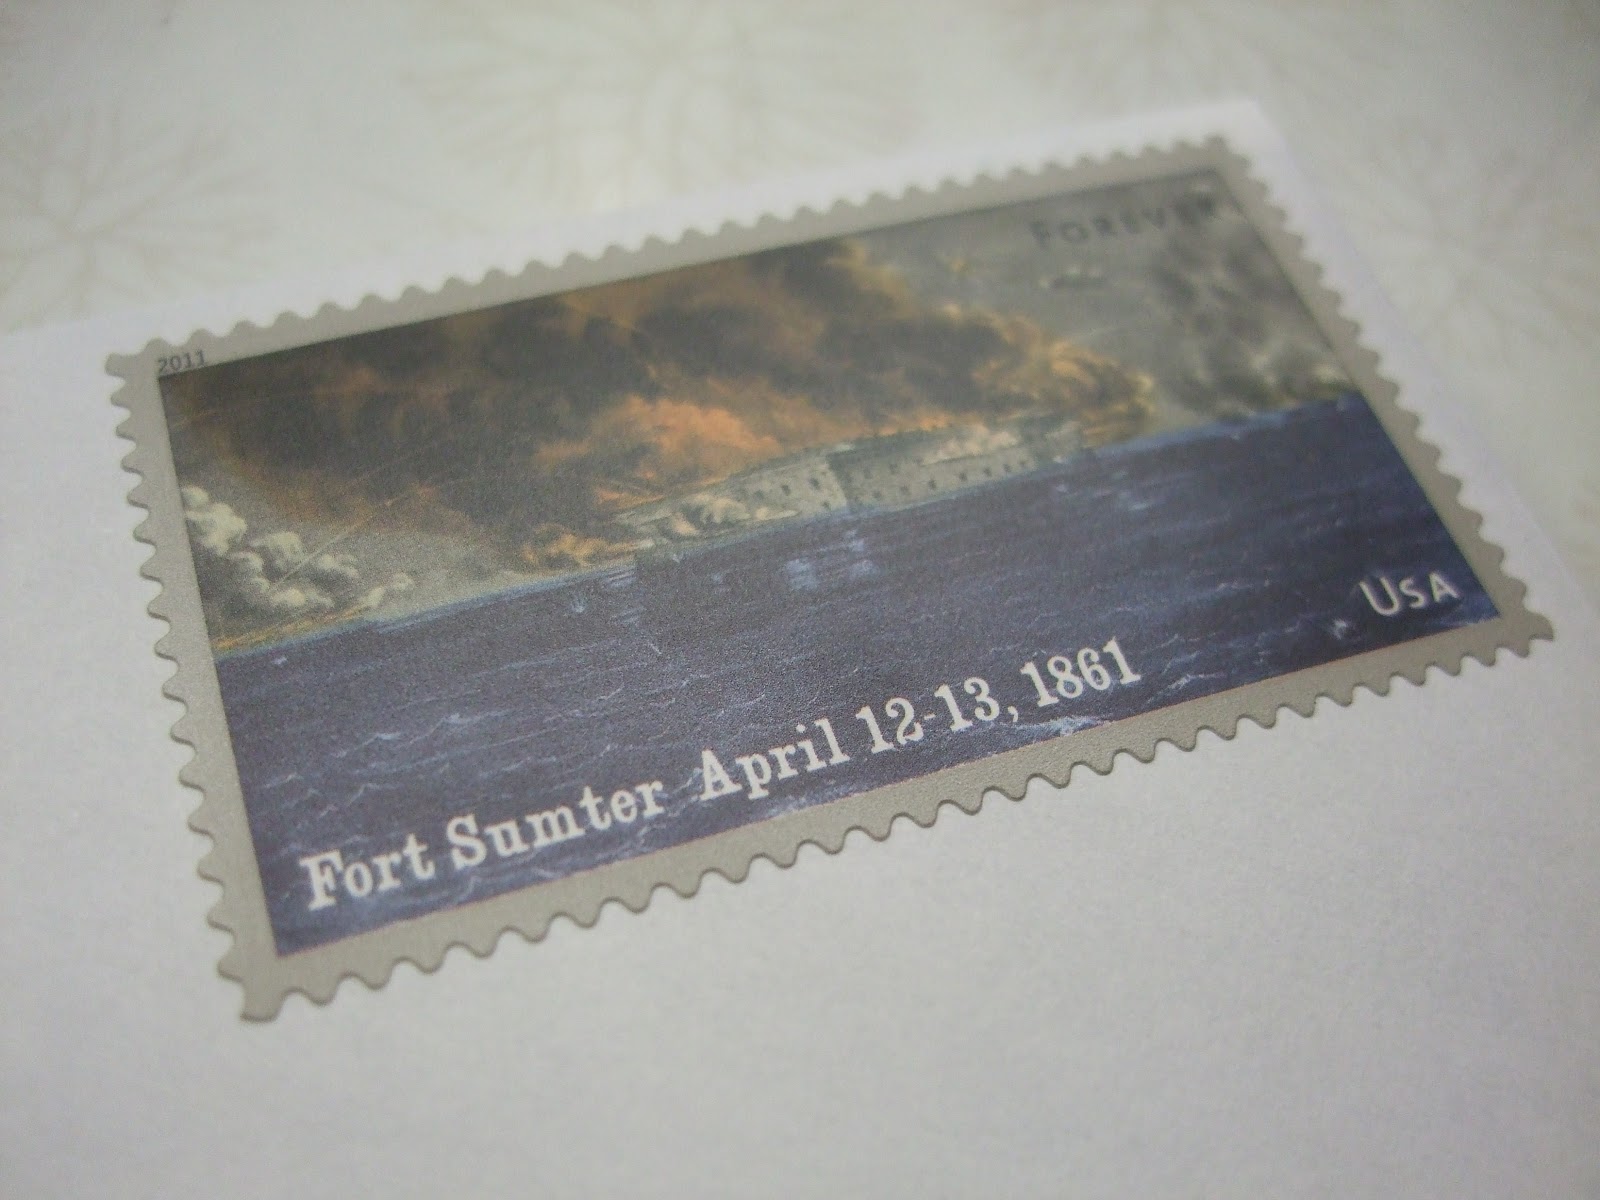 2011
FOREVER
USA
Fort Sumter April 12-13, 1861